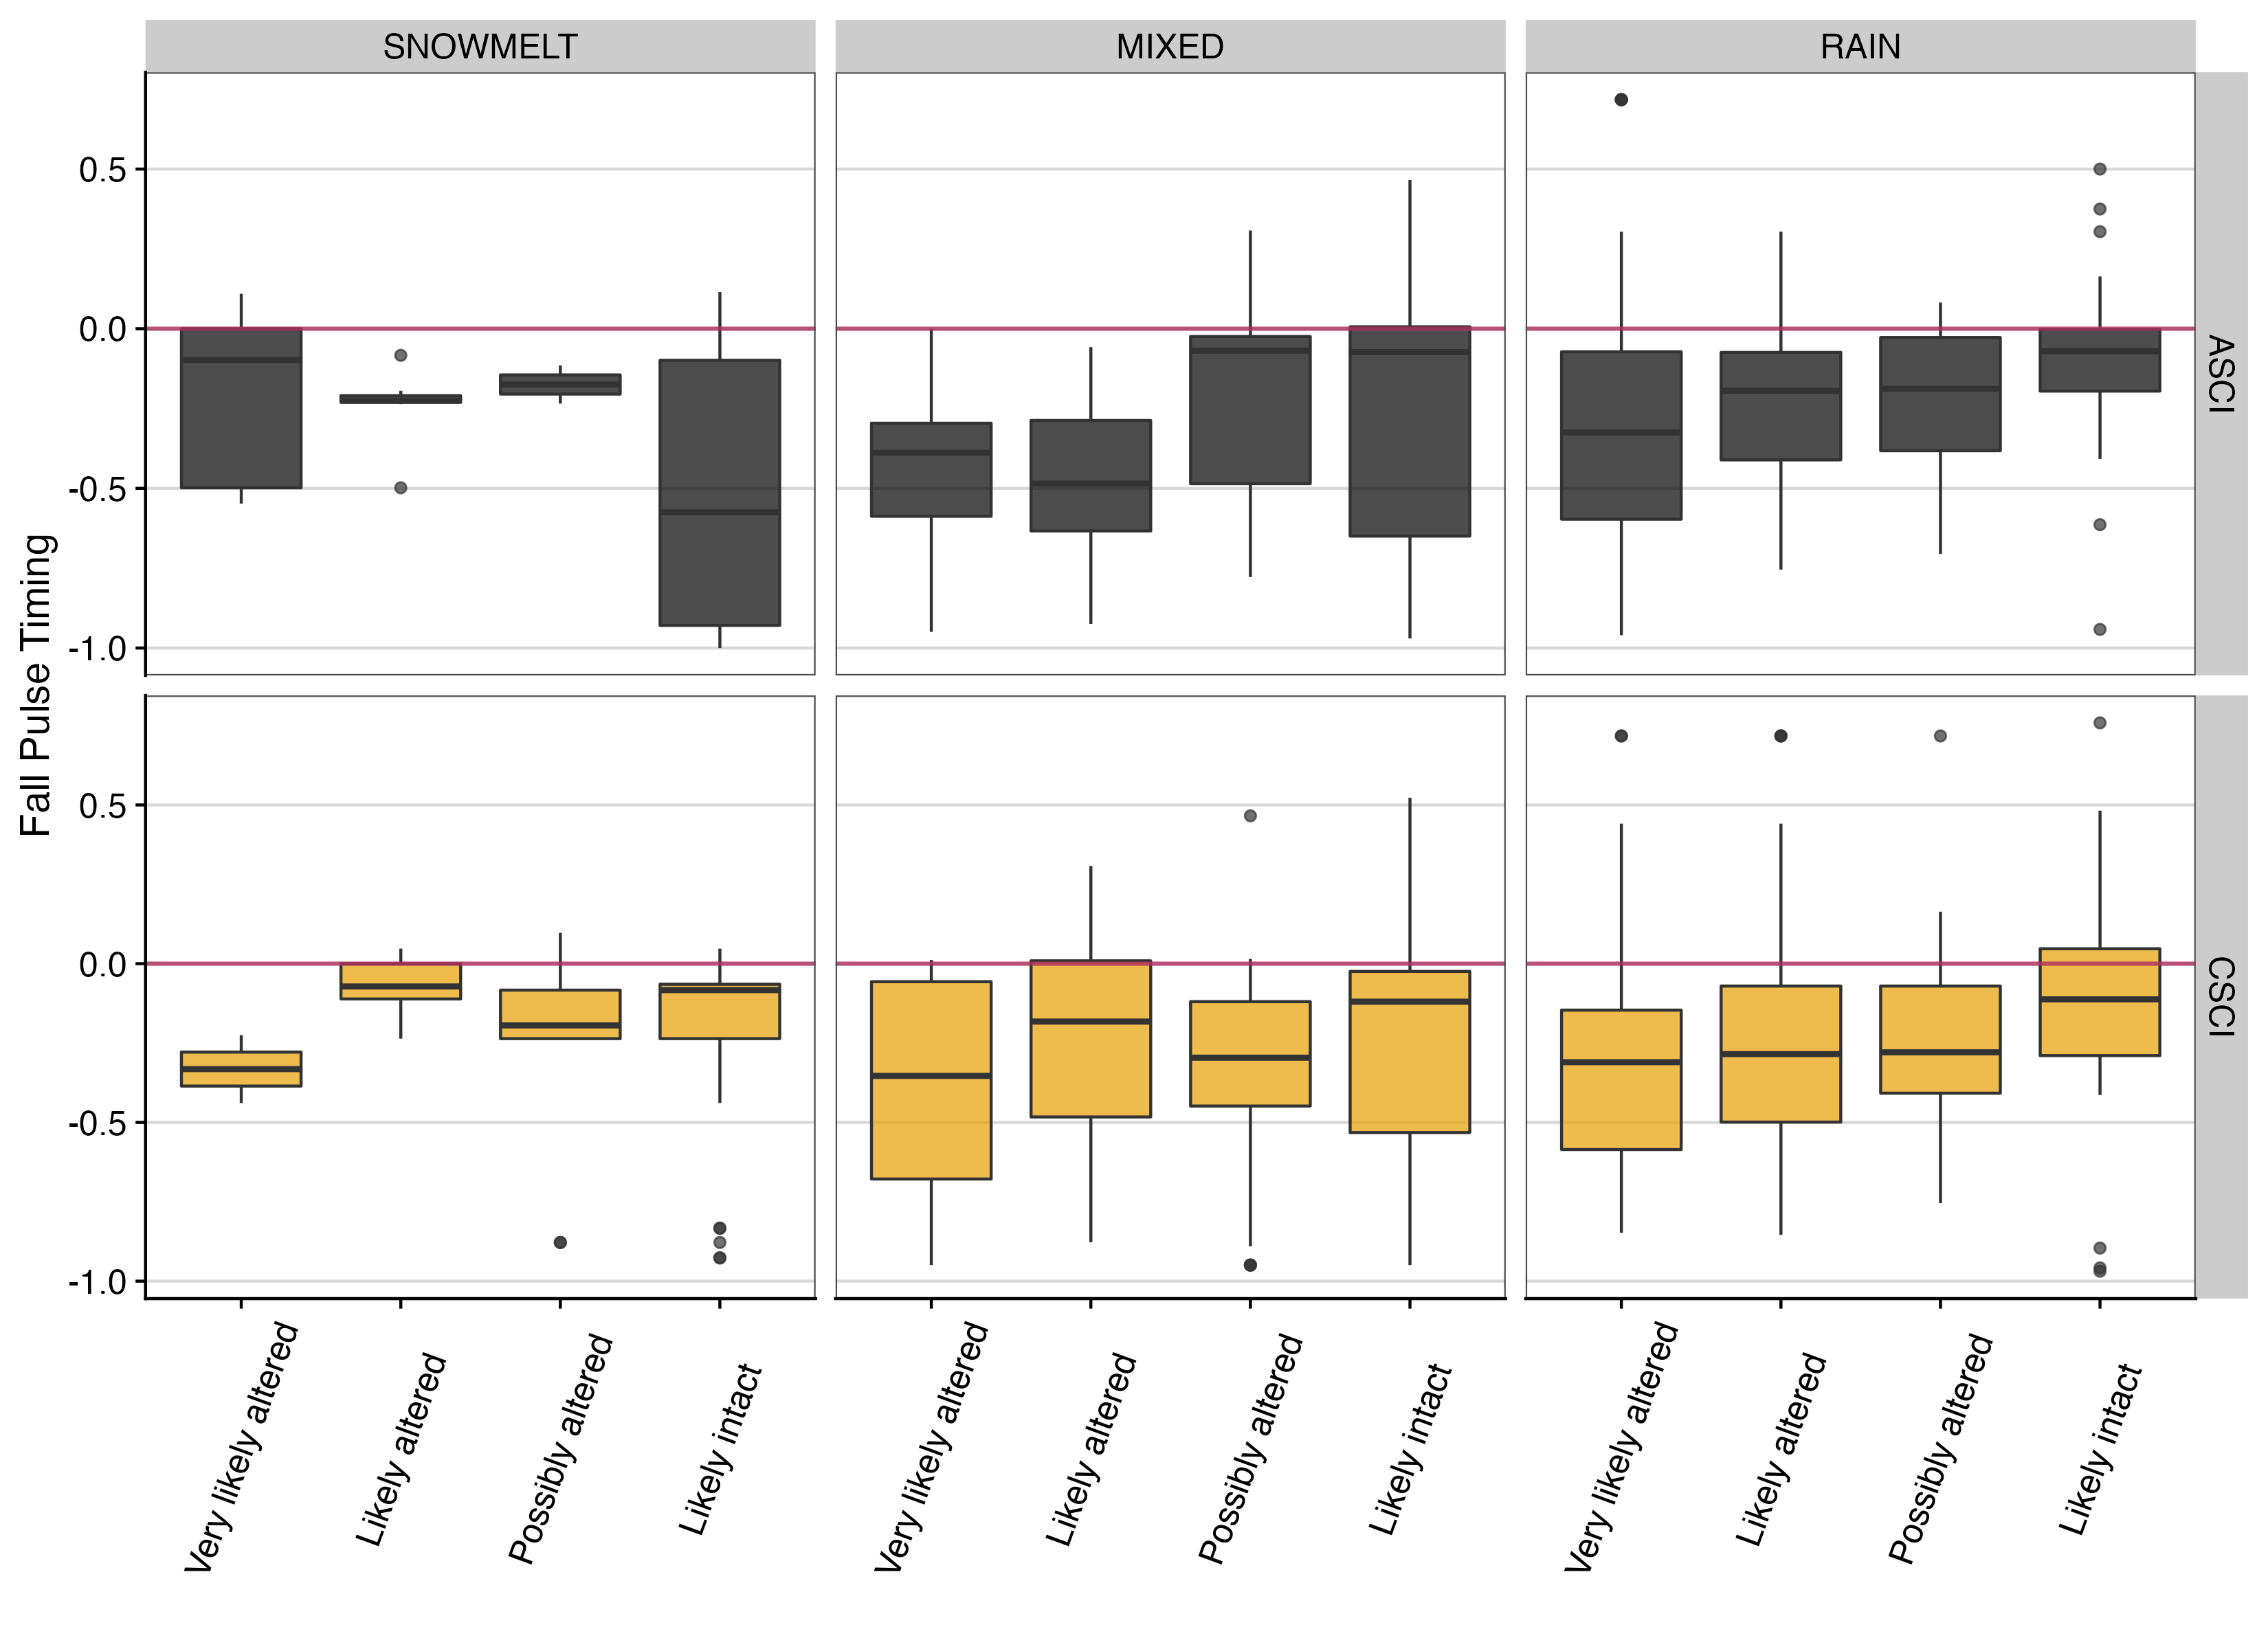 SNOWMELT MIXED RAIN
0.5
0.0
-0.5
-1.0
ASCI
Fall Pulse Timing
0.5
0.0
-0.5
-1.0
CSCI
Very likely altered
Likely altered
Possibly altered
Likely intact
Very likely altered
Likely altered
Possibly altered
Likely intact
Very likely altered
Likely altered
Possibly altered
Likely intact